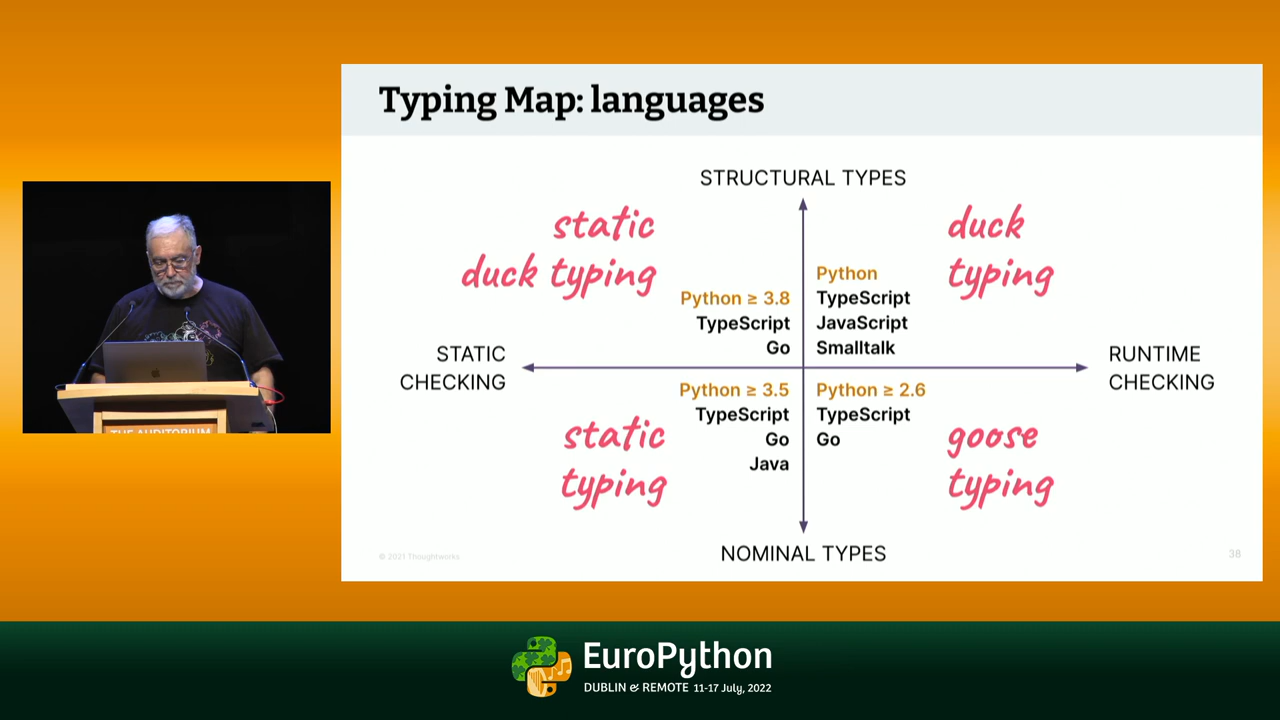 Typing Map: languages
STRUCTURAL TYPES
static
duck typing
duck
typing
Python ≥ 3.8
TypeScript
Go
Python
TypeScript
JavaScript
Smalltalk
STATIC
CHECKING
RUNTIME
CHECKING
Python ≥ 3.5
TypeScript
Go
Java
Python ≥ 2.6
TypeScript
Go
static
typing
goose
typing
NOMINAL TYPES
© 2021 Thoughtworks
38
THE AUDITORIUM
EuroPython
DUBLIN & REMOTE 11-17 July, 2022